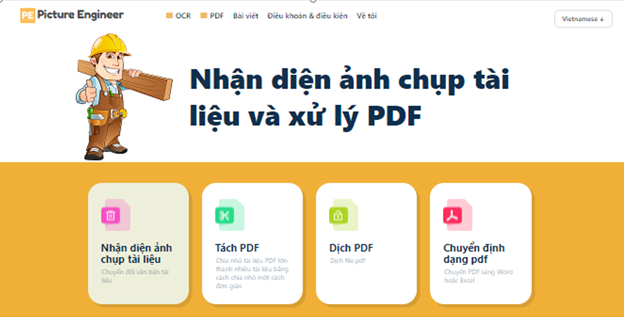 PE Picture Engineer
OCR PDF Bài viết Điều khoản & điều kiện Về tôi
Vietnamese
Nhận diện ảnh chụp tài
liệu và xử lý PDF
Nhận diện ảnh
chụp tài liệu
Chuyển đổi văn bản tài
liệu
Tách PDF
Chia nhỏ tài liệu PDF lớn
thành nhiều tài liệu bằng
cách chia nhỏ một cách
đơn giản
Dịch PDF
Dịch file pdf
Chuyển định
dạng pdf
Chuyển PDF sang Word
hoặc Excel